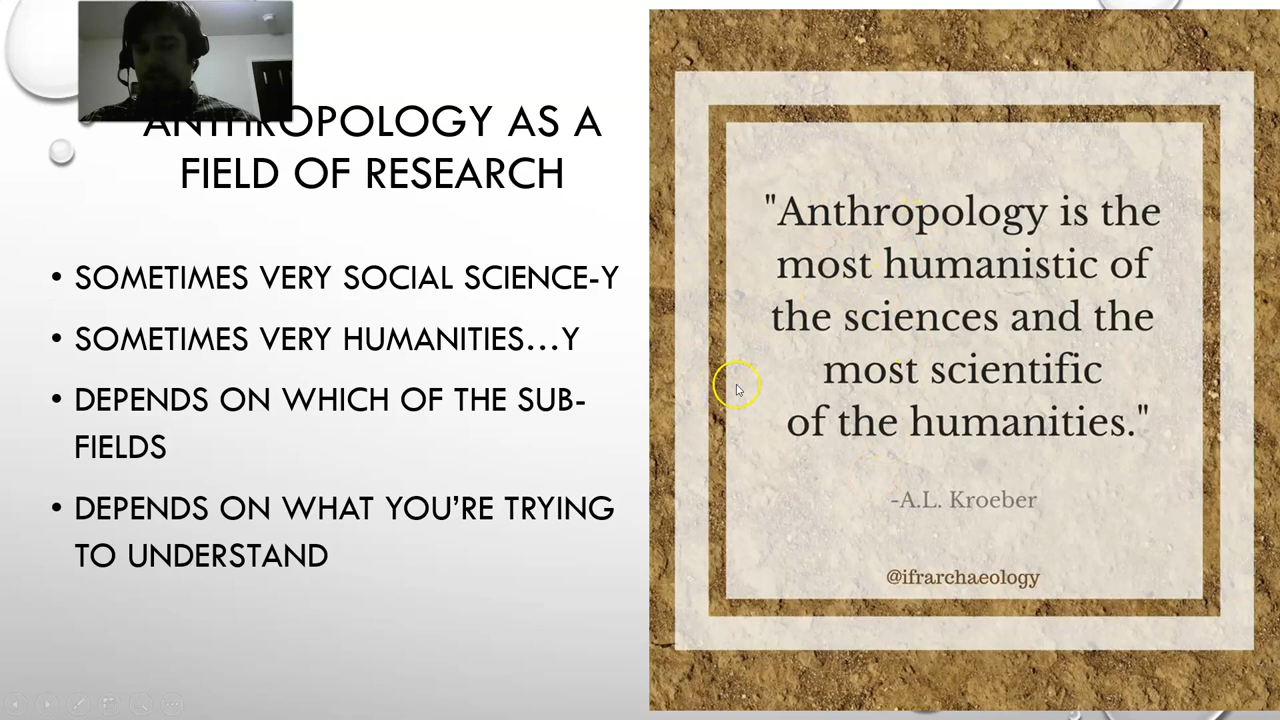 ANTHROPOLOGY AS A
FIELD OF RESEARCH
• SOMETIMES VERY SOCIAL SCIENCE-Y
• SOMETIMES VERY HUMANITIES...Y
• DEPENDS ON WHICH OF THE SUB-
FIELDS
• DEPENDS ON WHAT YOU'RE TRYING
TO UNDERSTAND
"Anthropology is the
most humanistic of
the sciences and the
most scientific
of the humanities."
-A.L. Kroeber
@ifrarchaeology